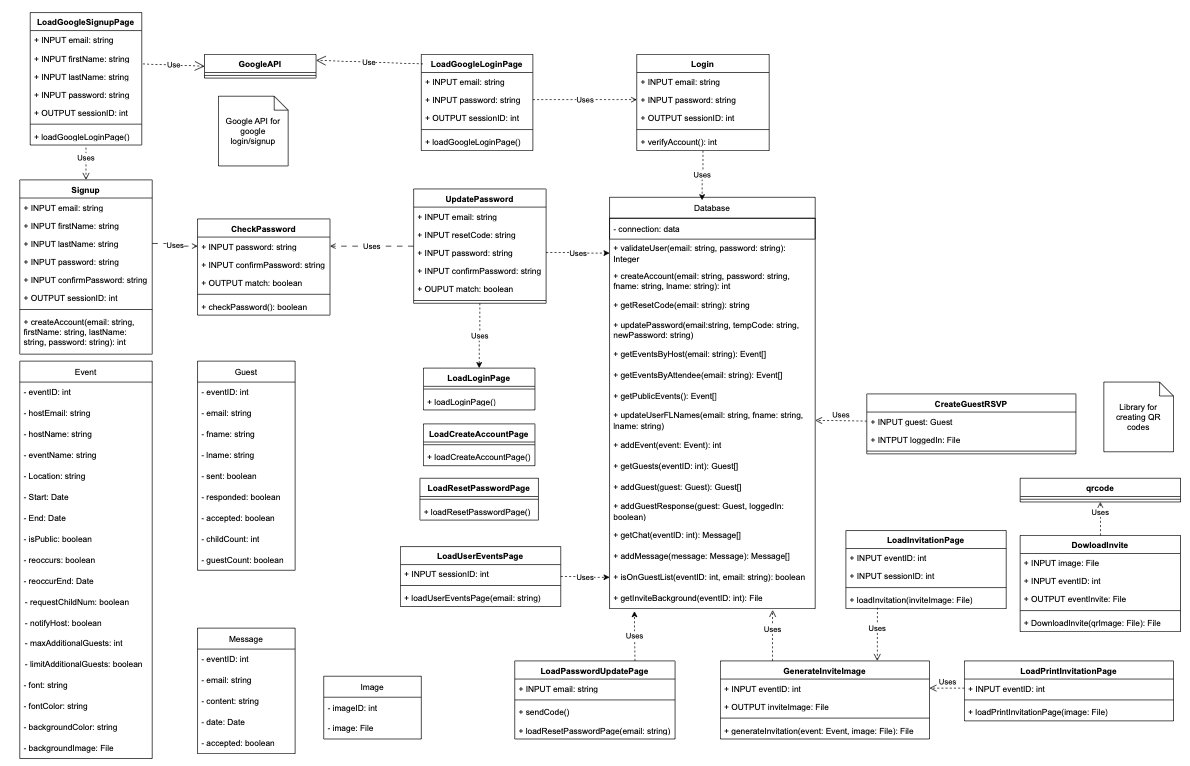 LoadGoogleSignupPage
+ INPUT email: string
+ INPUT firstName: string
+ INPUT lastName: string
+ INPUT password: string
+ OUTPUT sessionID: int
+ loadGoogleLoginPage()
Use
GoogleAPI
Use
Google API for
google
login/signup
LoadGoogleLoginPage
+ INPUT email: string
+ INPUT password: string
+ OUTPUT sessionID: int
+ loadGoogleLoginPage()
Uses
Login
+ INPUT email: string
+ INPUT password: string
+ OUTPUT sessionID: int
+ verifyAccount(): int
Uses
Uses
Signup
+ INPUT email: string
+ INPUT firstName: string
+ INPUT lastName: string
+ INPUT password: string
+ INPUT confirmPassword: string
+ OUTPUT sessionID: int
+ createAccount(email: string,
firstName: string, lastName:
string, password: string): int
Uses
CheckPassword
+ INPUT password: string
+ INPUT confirmPassword: string
+ OUTPUT match: boolean
+ checkPassword(): boolean
Uses
UpdatePassword
+ INPUT email: string
+ INPUT resetCode: string
+ INPUT password: string
+ INPUT confirmPassword: string
+ OUPUT match: boolean
Uses
Uses
Database
- connection: data
+ validateUser(email: string, password: string):
Integer
+ createAccount(email: string, password: string,
fname: string, lname: string): int
+ getResetCode(email: string): string
+ updatePassword(email:string, tempCode: string,
newPassword: string)
+ getEventsByHost(email: string): Event[]
+ getEventsByAttendee(email: string): Event[]
+ getPublicEvents(): Event[]
+ updateUserFLNames(email: string, fname: string,
lname: string)
+ addEvent(event: Event): int
+ getGuests(eventID: int): Guest[]
+ addGuest(guest: Guest): Guest[]
+ addGuestResponse(guest: Guest, loggedIn:
boolean)
+ getChat(eventID: int): Message[]
+ addMessage(message: Message): Message[]
+ isOnGuestList(eventID: int, email: string): boolean
+ getInviteBackground(eventID: int): File
Event
- eventID: int
- hostEmail: string
- hostName: string
- eventName: string
- Location: string
- Start: Date
- End: Date
- isPublic: boolean
- reoccurs: boolean
- reoccurEnd: Date
- requestChildNum: boolean
- notifyHost: boolean
- maxAdditionalGuests: int
- limitAdditionalGuests: boolean
- font: string
- fontColor: string
- backgroundColor: string
- backgroundImage: File
Guest
- eventID: int
- email: string
- fname: string
- lname: string
- sent: boolean
- responded: boolean
- accepted: boolean
- childCount: int
- guestCount: boolean
Message
- eventID: int
- email: string
- content: string
- date: Date
- accepted: boolean
Image
- imageID: int
- image: File
LoadLoginPage
+ loadLoginPage()
LoadCreateAccountPage
+ loadCreateAccountPage()
LoadResetPasswordPage
+ loadResetPasswordPage()
LoadUserEventsPage
+ INPUT sessionID: int
+ loadUserEventsPage(email: string)
Uses
Uses
LoadPasswordUpdatePage
+ INPUT email: string
+ sendCode()
+ loadResetPasswordPage(email: string)
Uses
CreateGuestRSVP
+ INPUT guest: Guest
+ INTPUT loggedIn: File
Library for
creating QR
codes
qrcode
Uses
DowloadInvite
+ INPUT image: File
+ INPUT eventID: int
+ OUTPUT eventInvite: File
+ DownloadInvite(qrImage: File): File
LoadInvitationPage
+ INPUT eventID: int
+ INPUT sessionID: int
+ loadInvitation(inviteImage: File)
Uses
Uses
GenerateInviteImage
+ INPUT eventID: int
+ OUTPUT inviteImage: File
+ generateInvitation(event: Event, image: File): File
Uses
LoadPrintInvitationPage
+ INPUT eventID: int
+ loadPrintInvitationPage(image: File)